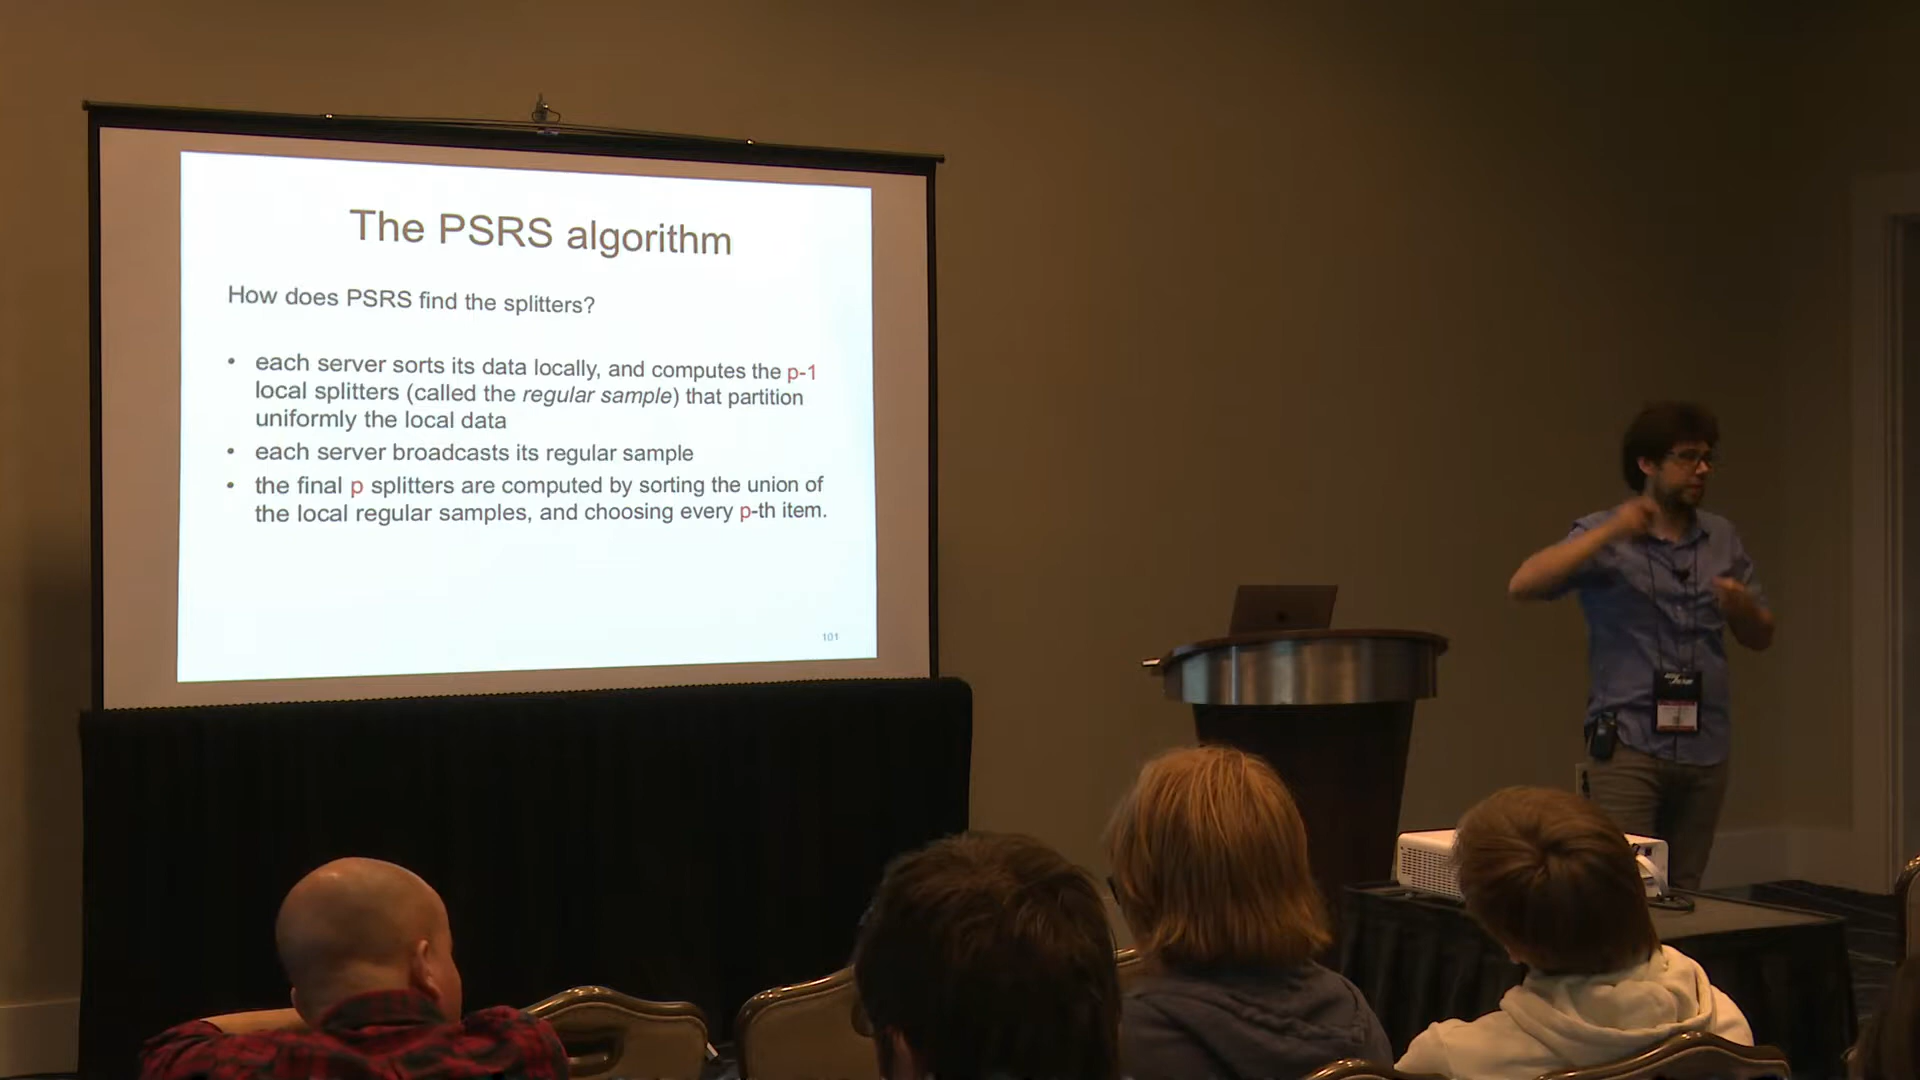 The PSRS algorithm
How does PSRS find the splitters?
• each server sorts its data locally, and computes the p-1
local splitters (called the regular sample) that partition
uniformly the local data
• each server broadcasts its regular sample
• the final p splitters are computed by sorting the union of
the local regular samples, and choosing every p-th item.
101